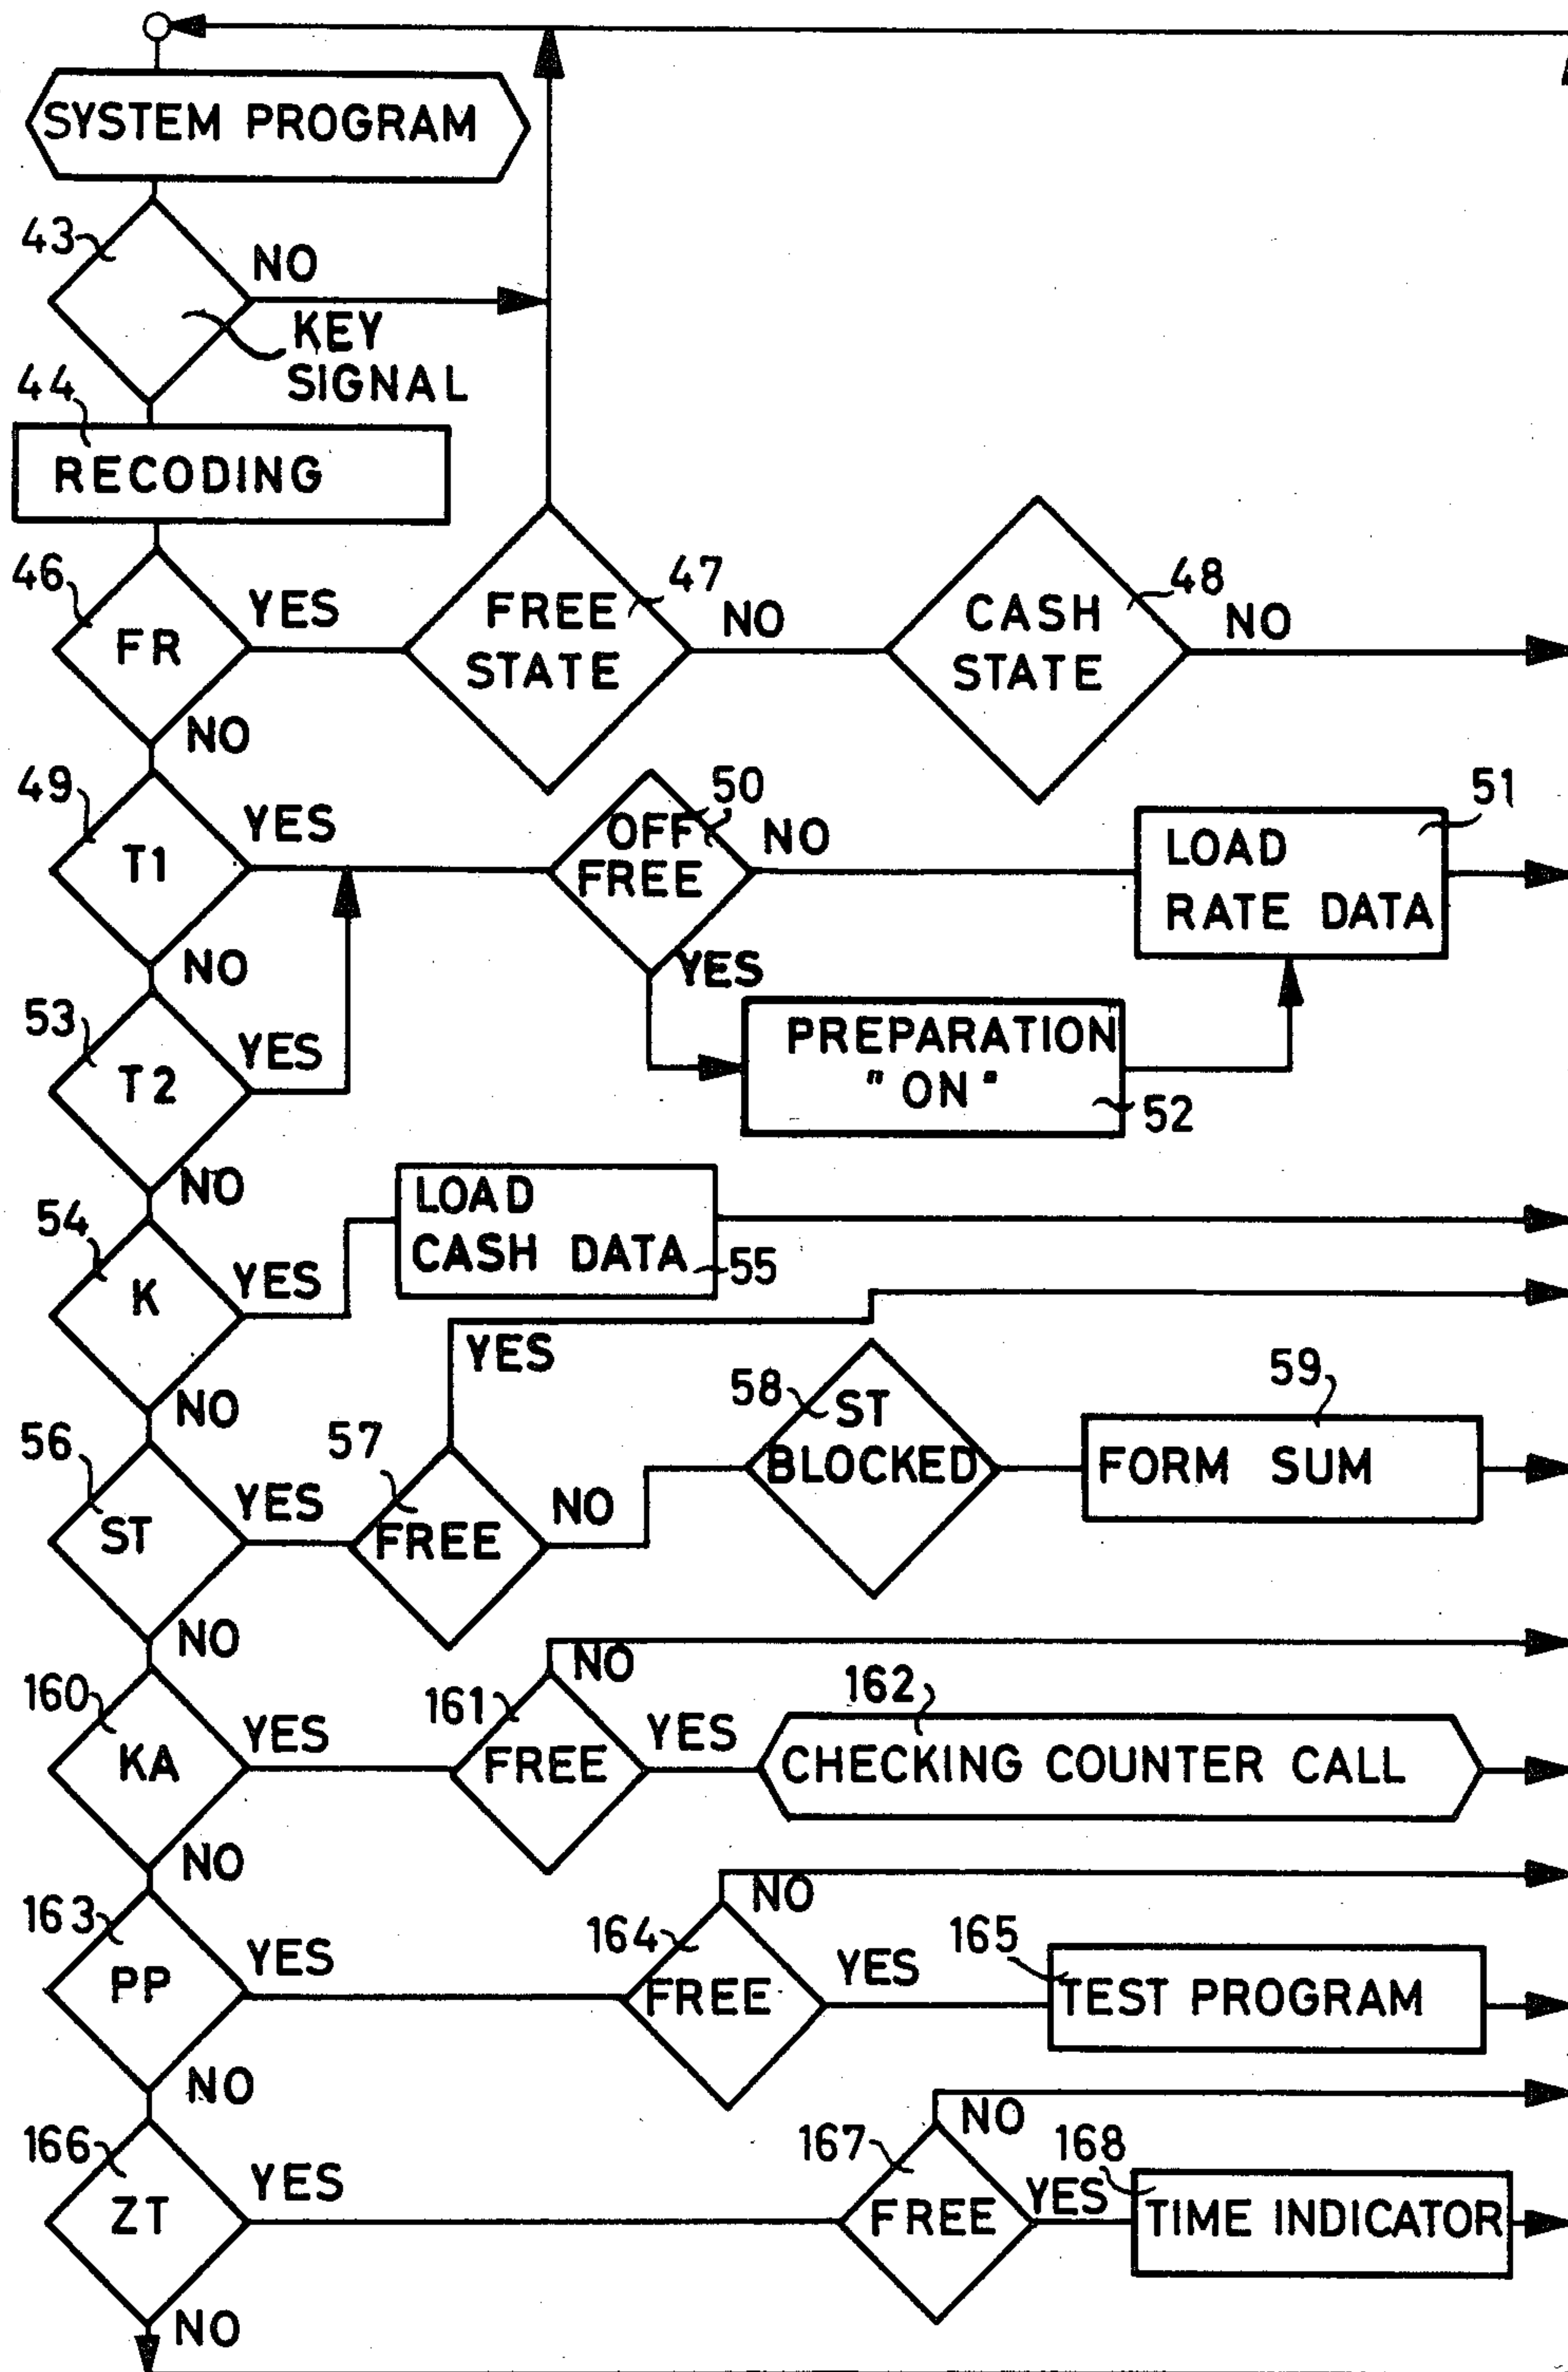 SYSTEM PROGRAM
43
NO
KEY
SIGNAL
44
RECODING
46
FR
YES
NO
FREE
STATE
47
NO
CASH
STATE
48
NO
49
T1
YES
NO
OFF
FREE
50
NO
YES
LOAD
RATE DATA
51
PREPARATION
"ON"
52
53
T2
YES
NO
54
K
YES
NO
LOAD
CASH DATA
55
56
ST
YES
NO
57
FREE
YES
NO
58
ST
BLOCKED
59
FORM SUM
160
KA
YES
NO
161
FREE
NO
YES
162
CHECKING COUNTER CALL
163
PP
YES
NO
164
FREE
NO
YES
165
TEST PROGRAM
166
ZT
YES
NO
167
FREE
NO
YES
168
TIME INDICATOR